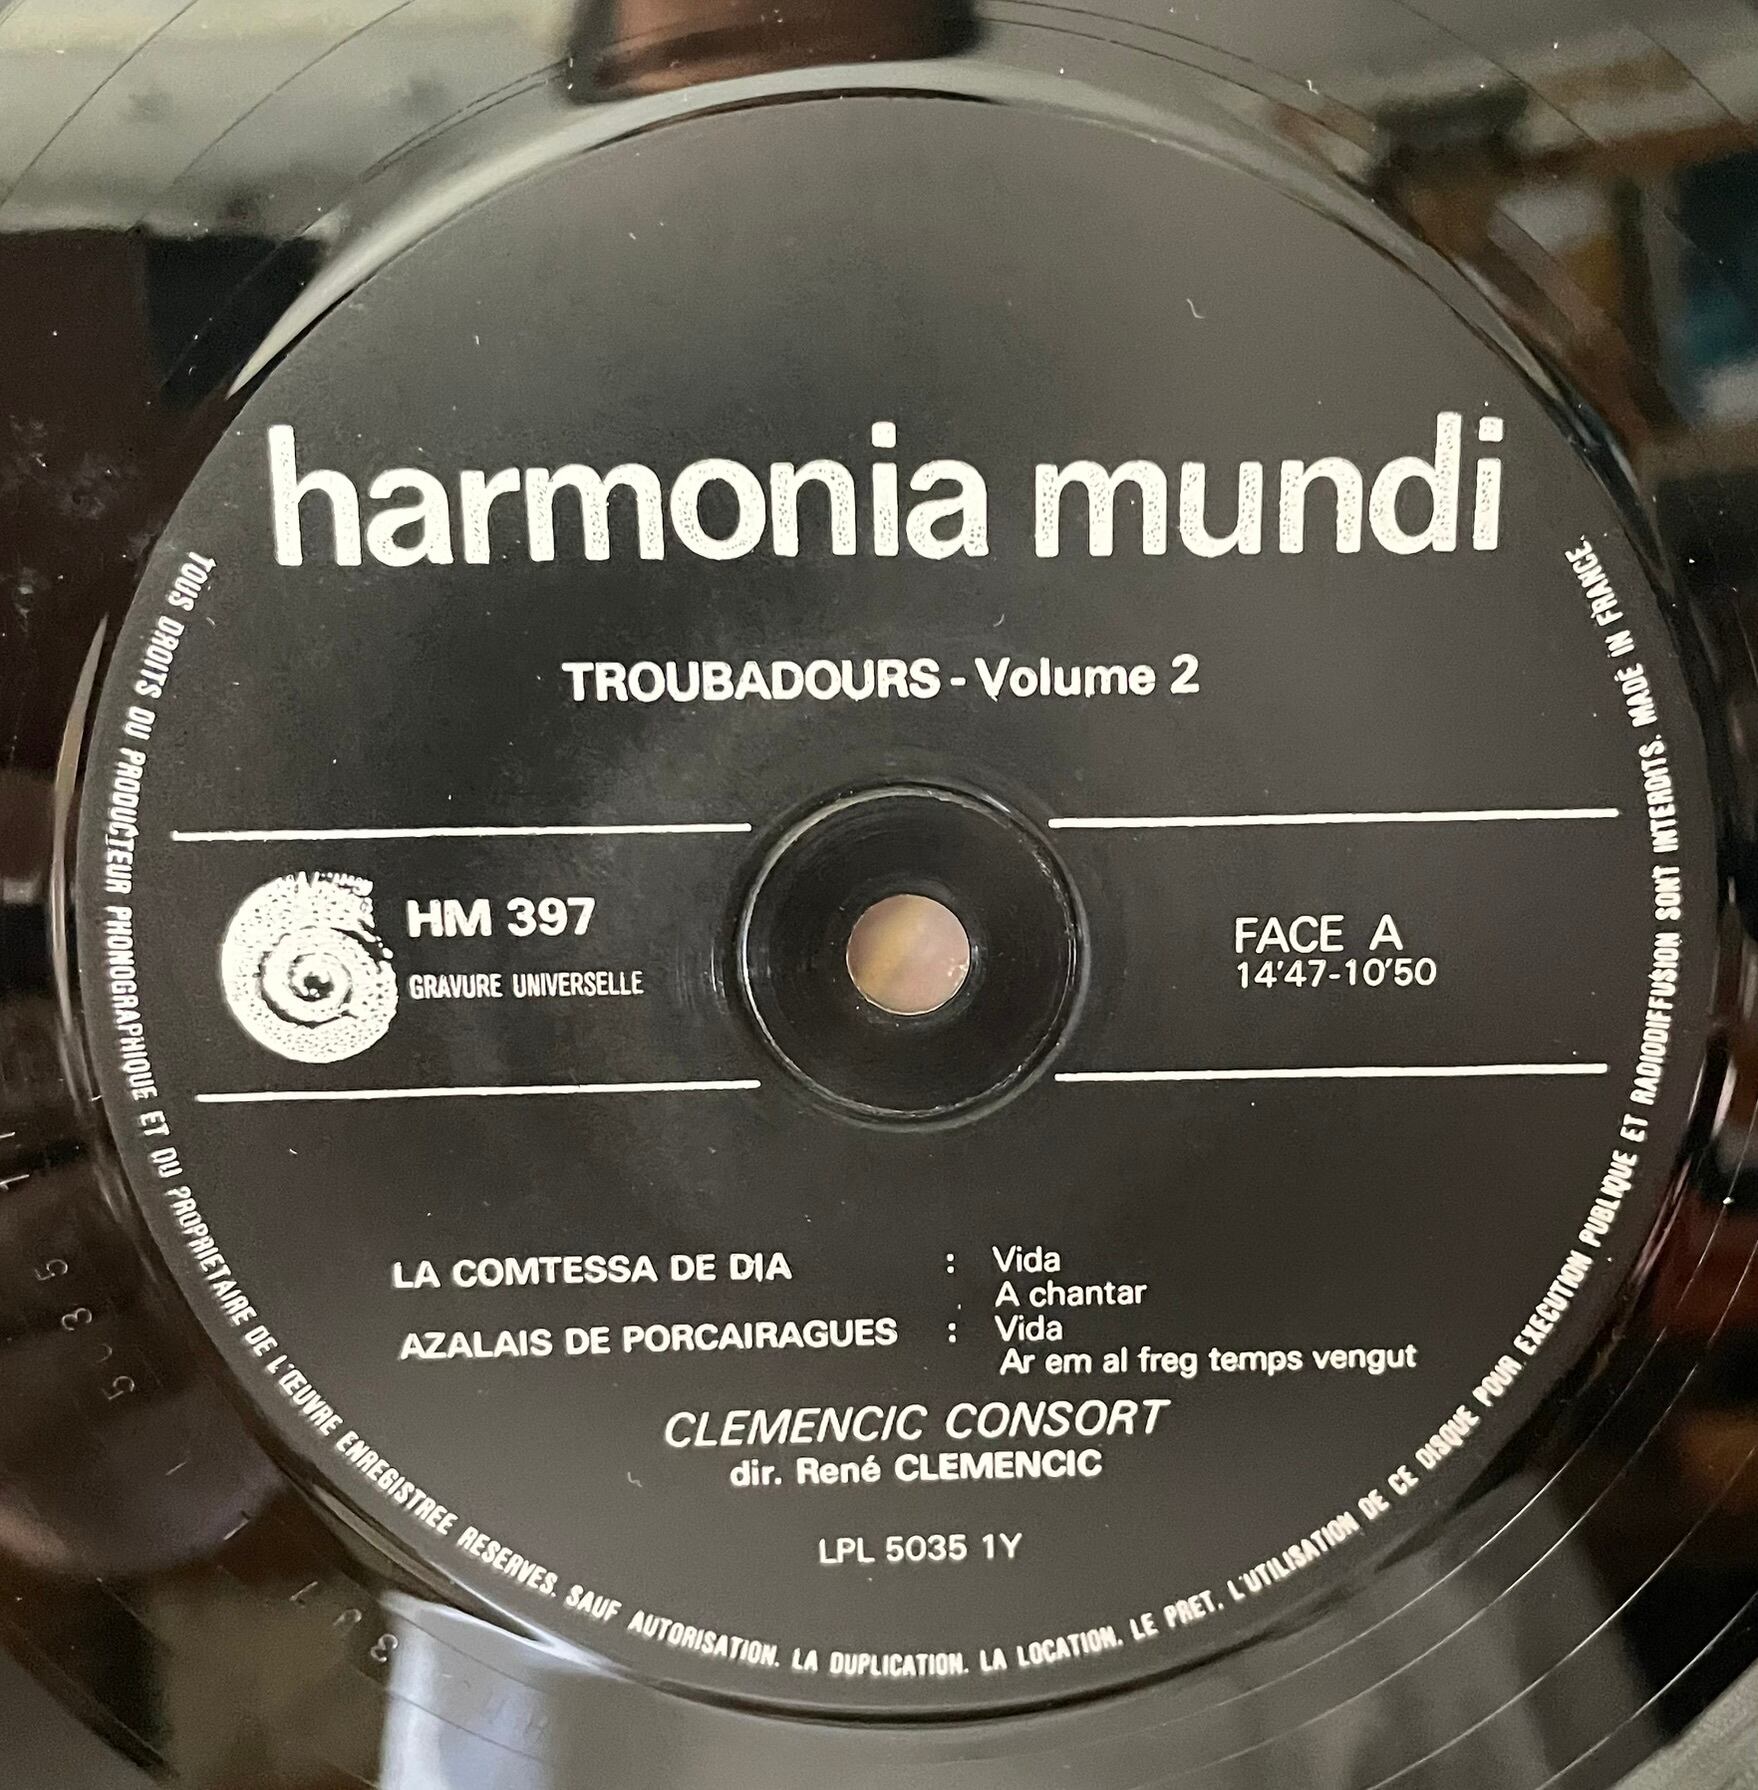 harmonia mundi
TROUBADOURS - Volume 2
HM 397
GRAVURE UNIVERSELLE
FACE A
14'47-10'50
LA COMTESSA DE DIA : Vida
A chantar
AZALAIS DE PORCAIRAGUES : Vida
Ar em al freg temps vengut
CLEMENCIC CONSORT
dir. René CLEMENCIC
LPL 5035 1Y
TOUS DROITS DU PRODUCTEUR PHONOGRAPHIQUE ET DU PROPRIETAIRE DE L'ŒUVRE ENREGISTREE RESERVES. SAUF AUTORISATION. LA DUPLICATION. LA LOCATION. LE PRET. L'UTILISATION DE CE DISQUE POUR EXECUTION PUBLIQUE ET RADIODIFFUSION SONT INTERDITS. MADE IN FRANCE.